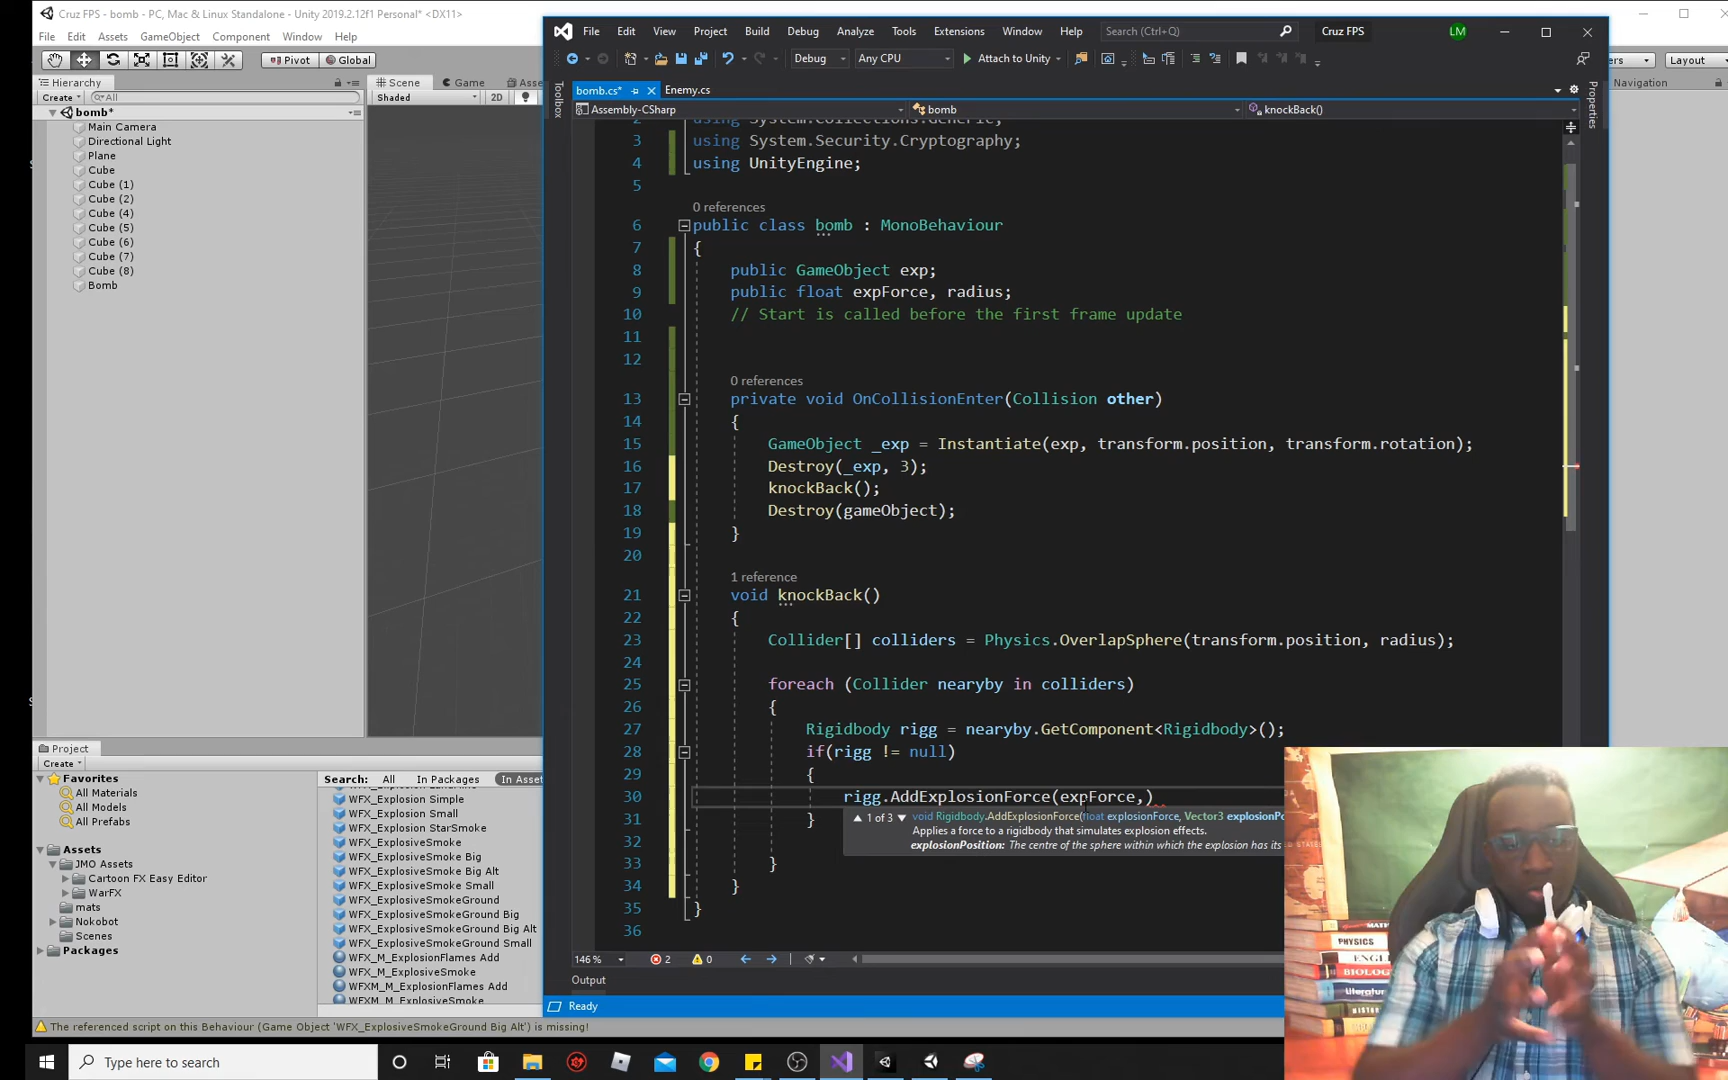 Cruz FPS - bomb - PC, Mac & Linux Standalone - Unity 2019.2.12f1 Personal* <DX11>
File Edit Assets GameObject Component Window Help
Pivot Global
Layout
Hierarchy
Create All
bomb*
Main Camera
Directional Light
Plane
Cube
Cube (1)
Cube (2)
Cube (4)
Cube (5)
Cube (6)
Cube (7)
Cube (8)
Bomb
Scene Game
Shaded 2D
Navigation
File Edit View Project Build Debug Analyze Tools Extensions Window Help Search (Ctrl+Q) Cruz FPS LM
Debug Any CPU Attach to Unity
Toolbox
Properties
bomb.cs* Enemy.cs
Assembly-CSharp bomb knockBack()
2 using System.Collections.Generic;
3 using System.Security.Cryptography;
4 using UnityEngine;
5
0 references
6 public class bomb : MonoBehaviour
7 {
8 public GameObject exp;
9 public float expForce, radius;
10 // Start is called before the first frame update
11
12
0 references
13 private void OnCollisionEnter(Collision other)
14 {
15 GameObject _exp = Instantiate(exp, transform.position, transform.rotation);
16 Destroy(_exp, 3);
17 knockBack();
18 Destroy(gameObject);
19 }
20
1 reference
21 void knockBack()
22 {
23 Collider[] colliders = Physics.OverlapSphere(transform.position, radius);
24
25 foreach (Collider nearyby in colliders)
26 {
27 Rigidbody rigg = nearyby.GetComponent<Rigidbody>();
28 if(rigg != null)
29 {
30 rigg.AddExplosionForce(expForce,)
31 }
32
33 }
34 }
35 }
36
1 of 3 void Rigidbody.AddExplosionForce(float explosionForce, Vector3 explosionPo
Applies a force to a rigidbody that simulates explosion effects.
explosionPosition: The centre of the sphere within which the explosion has its
146 % 2 0
Output
Ready
Project
Create
Favorites
All Materials
All Models
All Prefabs
Assets
JMO Assets
Cartoon FX Easy Editor
WarFX
mats
Nokobot
Scenes
Packages
Search: All In Packages In Asset
WFX_Explosion Simple
WFX_Explosion Small
WFX_Explosion StarSmoke
WFX_ExplosiveSmoke
WFX_ExplosiveSmoke Big
WFX_ExplosiveSmoke Big Alt
WFX_ExplosiveSmoke Small
WFX_ExplosiveSmokeGround
WFX_ExplosiveSmokeGround Big
WFX_ExplosiveSmokeGround Big Alt
WFX_ExplosiveSmokeGround Small
WFX_M_ExplosionFlames Add
WFX_M_ExplosiveSmoke
WFXM_M_ExplosionFlames Add
WFXM_M_ExplosiveSmoke
The referenced script on this Behaviour (Game Object 'WFX_ExplosiveSmokeGround Big Alt') is missing!
Type here to search
PHYSICS
BIOLOG
Literatur